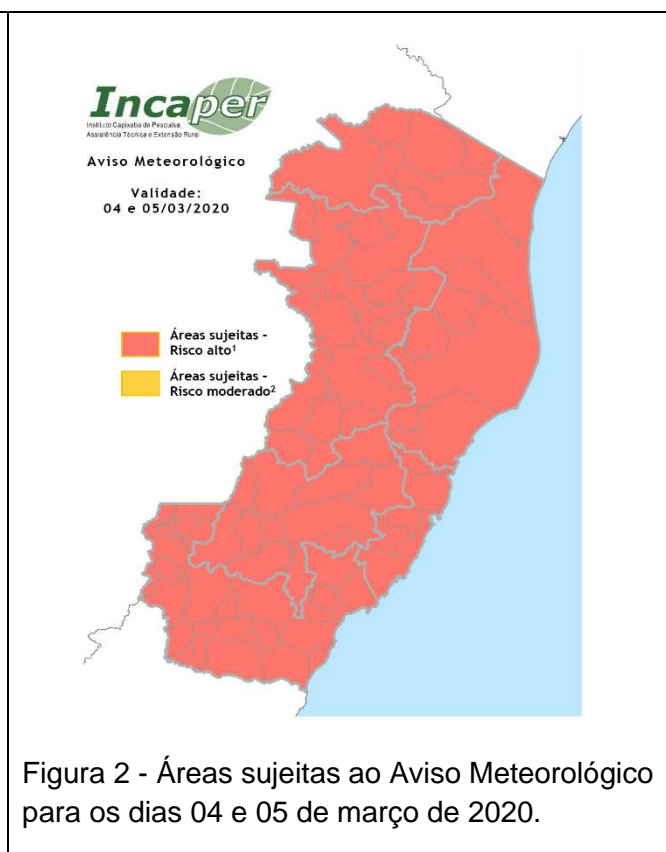 Incaper
Instituto Capixaba de Pesquisa,
Assistência Técnica e Extensão Rural
Aviso Meteorológico
Validade:
04 e 05/03/2020
Áreas sujeitas -
Risco alto¹
Áreas sujeitas -
Risco moderado²
Figura 2 - Áreas sujeitas ao Aviso Meteorológico
para os dias 04 e 05 de março de 2020.